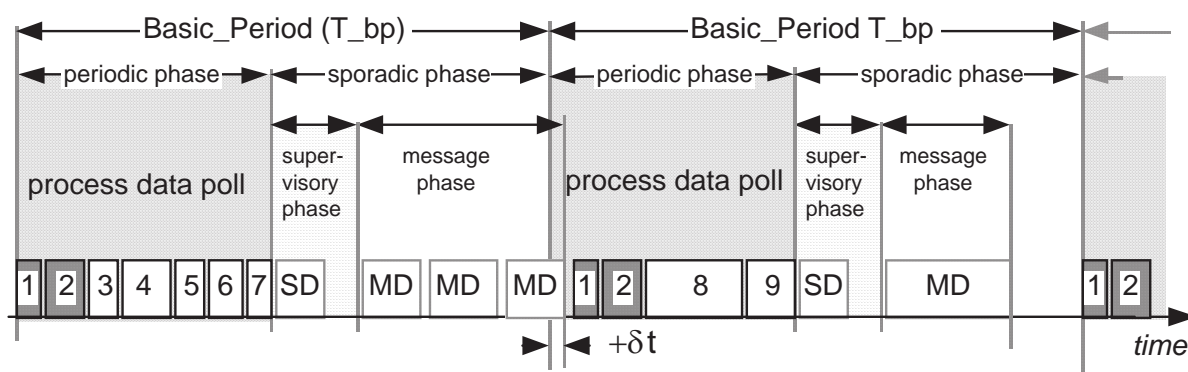 Basic_Period (T_bp) Basic_Period T_bp
periodic phase sporadic phase periodic phase sporadic phase
super-
visory
phase
message
phase
super-
visory
phase
message
phase
process data poll process data poll
1 2 3 4 5 6 7 SD MD MD MD 1 2 8 9 SD MD 1 2
+δt
time